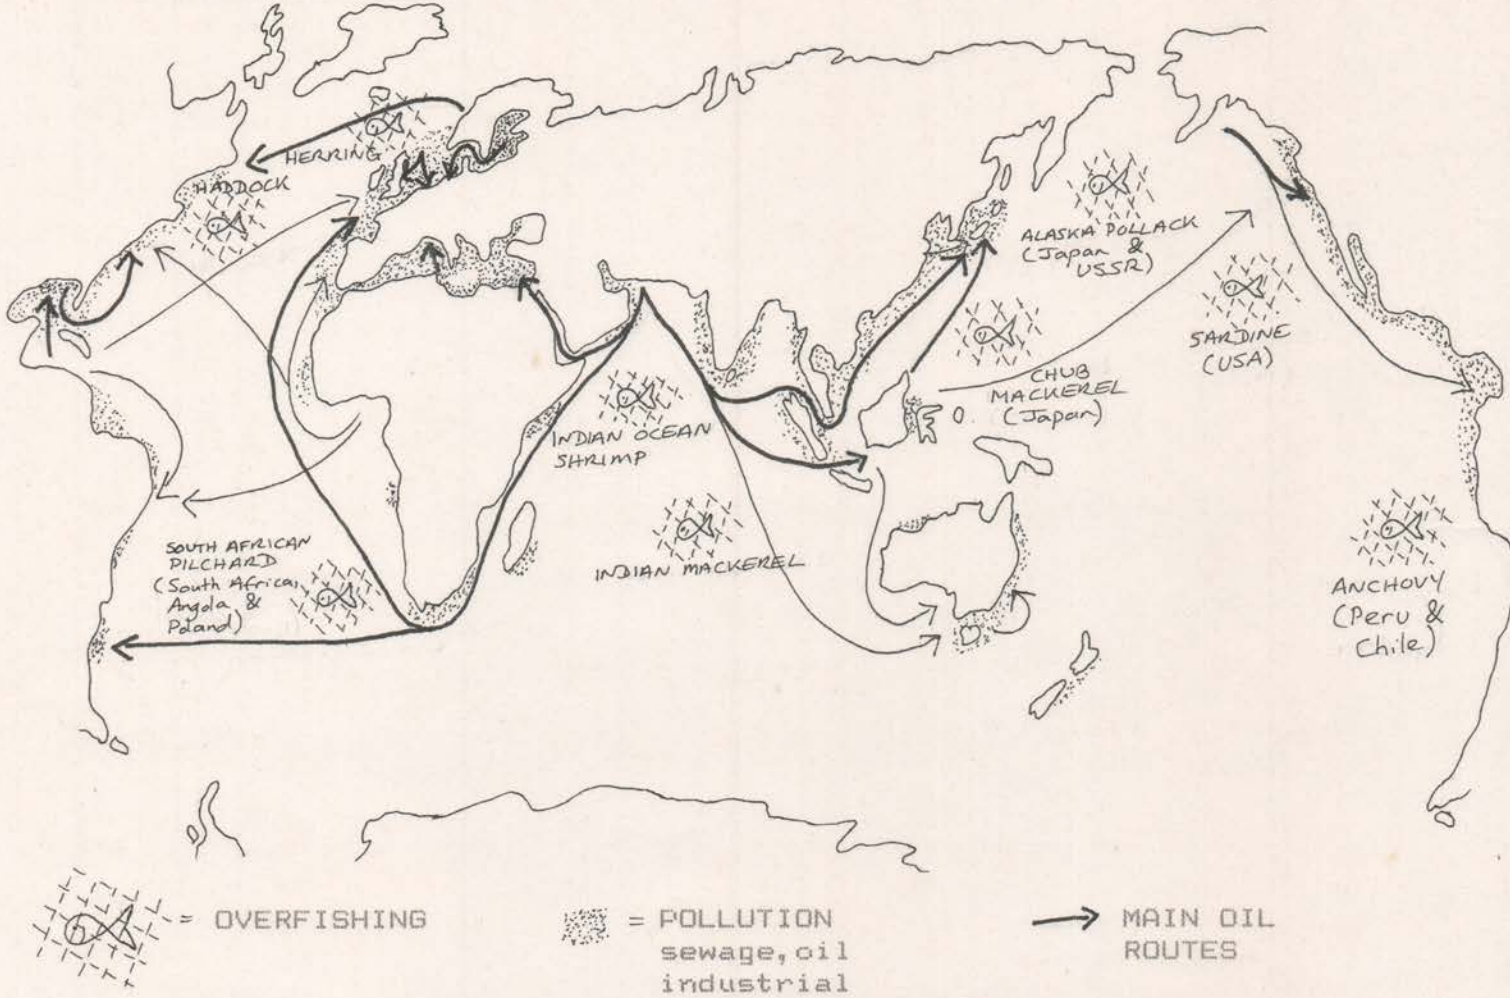 HERRING
HADDOCK
ALASKA POLLACK
(Japan &
USSR)
SARDINE
(USA)
CHUB
MACKEREL
(Japan)
INDIAN OCEAN
SHRIMP
INDIAN MACKEREL
SOUTH AFRICAN
PILCHARD
(South Africa,
Angola &
Poland)
ANCHOVY
(Peru &
Chile)
= OVERFISHING
= POLLUTION
sewage, oil
industrial
MAIN OIL
ROUTES